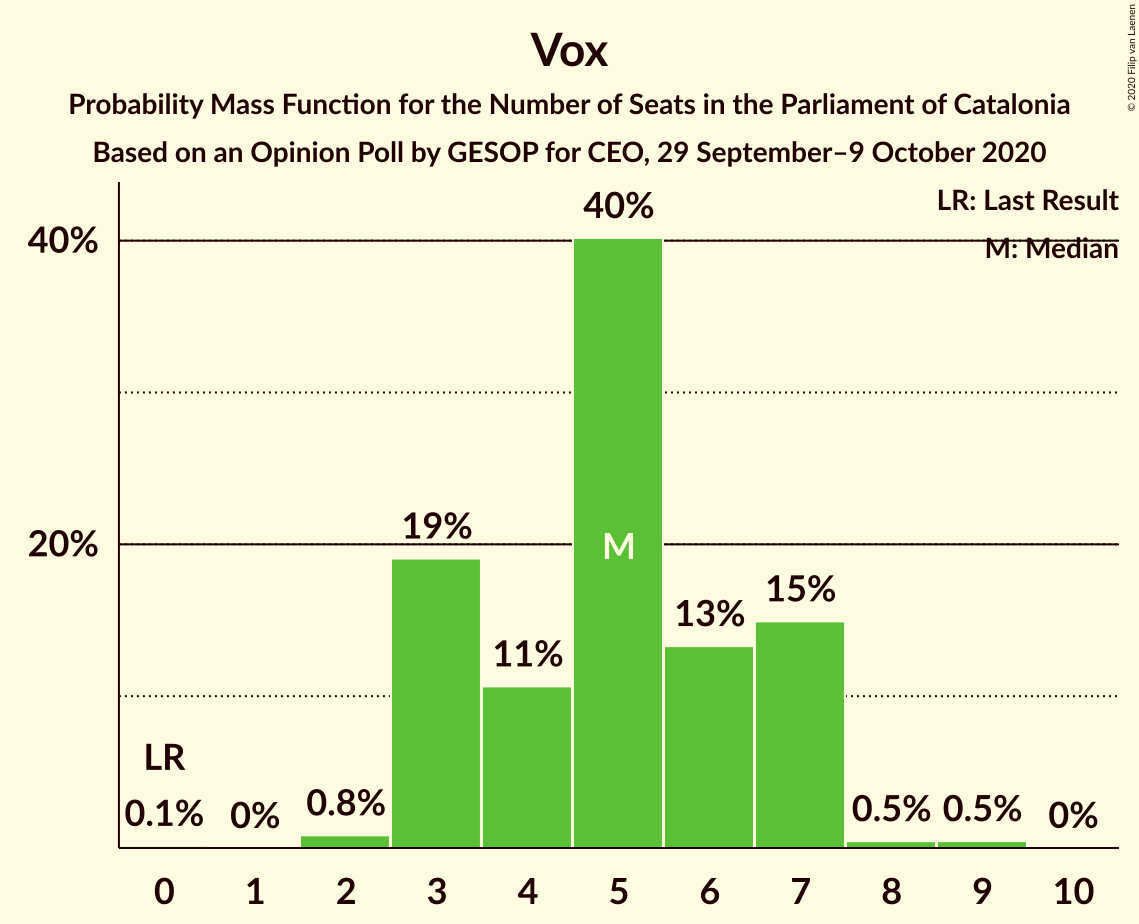 Vox
Probability Mass Function for the Number of Seats in the Parliament of Catalonia
Based on an Opinion Poll by GESOP for CEO, 29 September–9 October 2020
© 2020 Filip van Laenen
LR: Last Result
M: Median
40%
20%
LR
0.1%
0%
0.8%
19%
11%
40%
M
13%
15%
0.5%
0.5%
0%
0 1 2 3 4 5 6 7 8 9 10